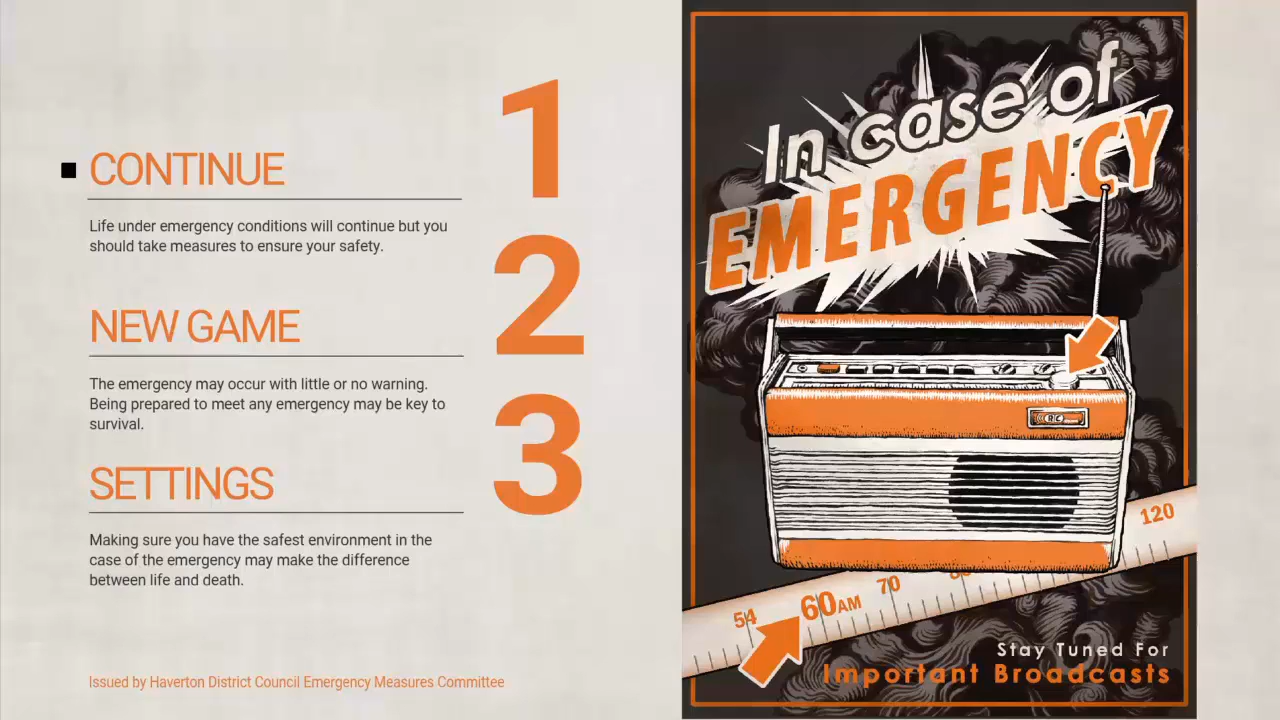 CONTINUE
Life under emergency conditions will continue but you
should take measures to ensure your safety.
1
NEW GAME
The emergency may occur with little or no warning.
Being prepared to meet any emergency may be key to
survival.
2
SETTINGS
Making sure you have the safest environment in the
case of the emergency may make the difference
between life and death.
3
Issued by Haverton District Council Emergency Measures Committee
In case of
EMERGENCY
120
54 60AM 70
Stay Tuned For
Important Broadcasts